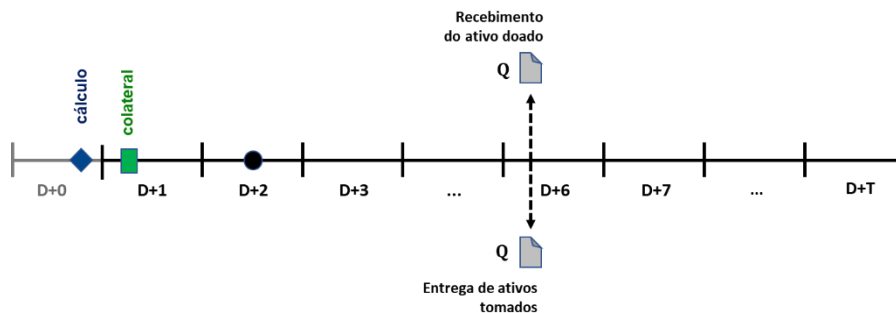 Recebimento
do ativo doado
Q
cálculo
colateral
D+0
D+1
D+2
D+3
...
D+6
D+7
...
D+T
Q
Entrega de ativos
tomados